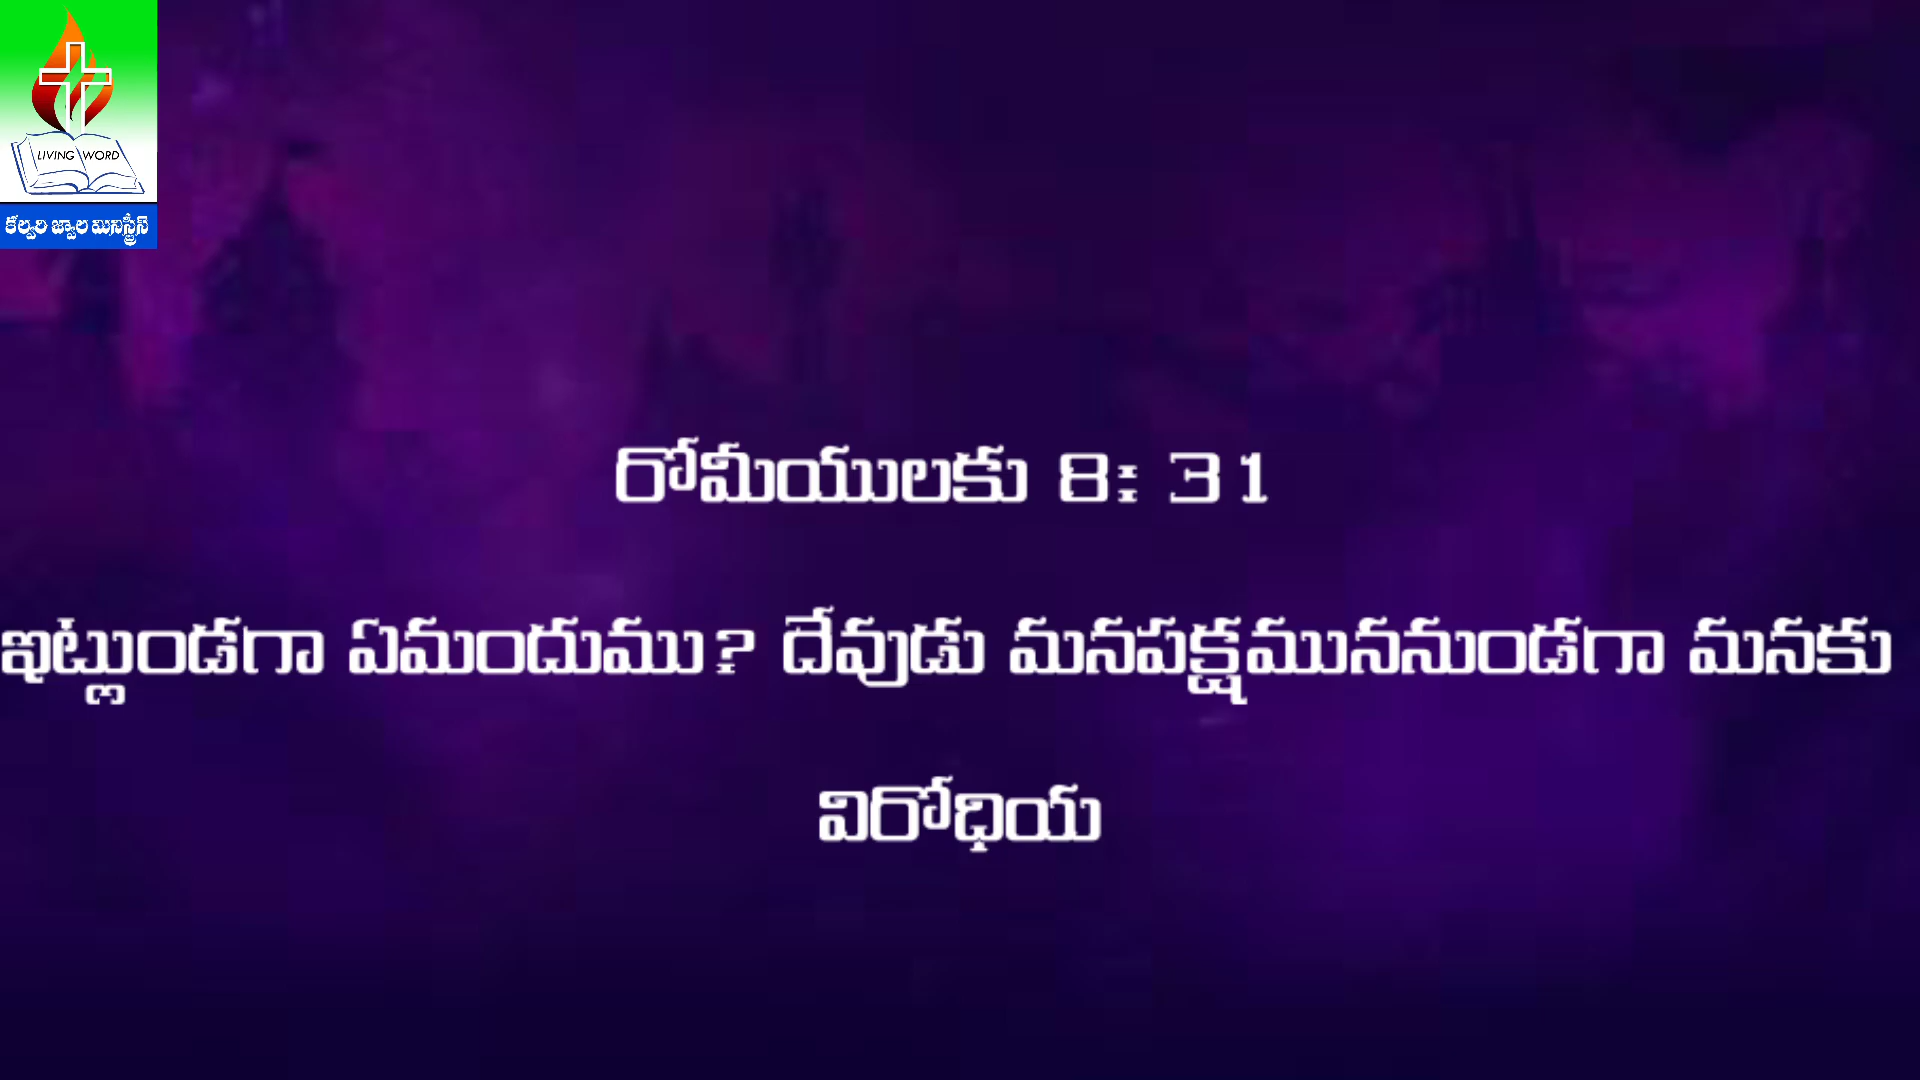 LIVING WORD
కల్వరి జ్వాల మినిస్ట్రీస్
రోమీయులకు 8: 31
ఇట్లుండగా ఏమందుము? దేవుడు మనపక్షముననుండగా మనకు
విరోధియ